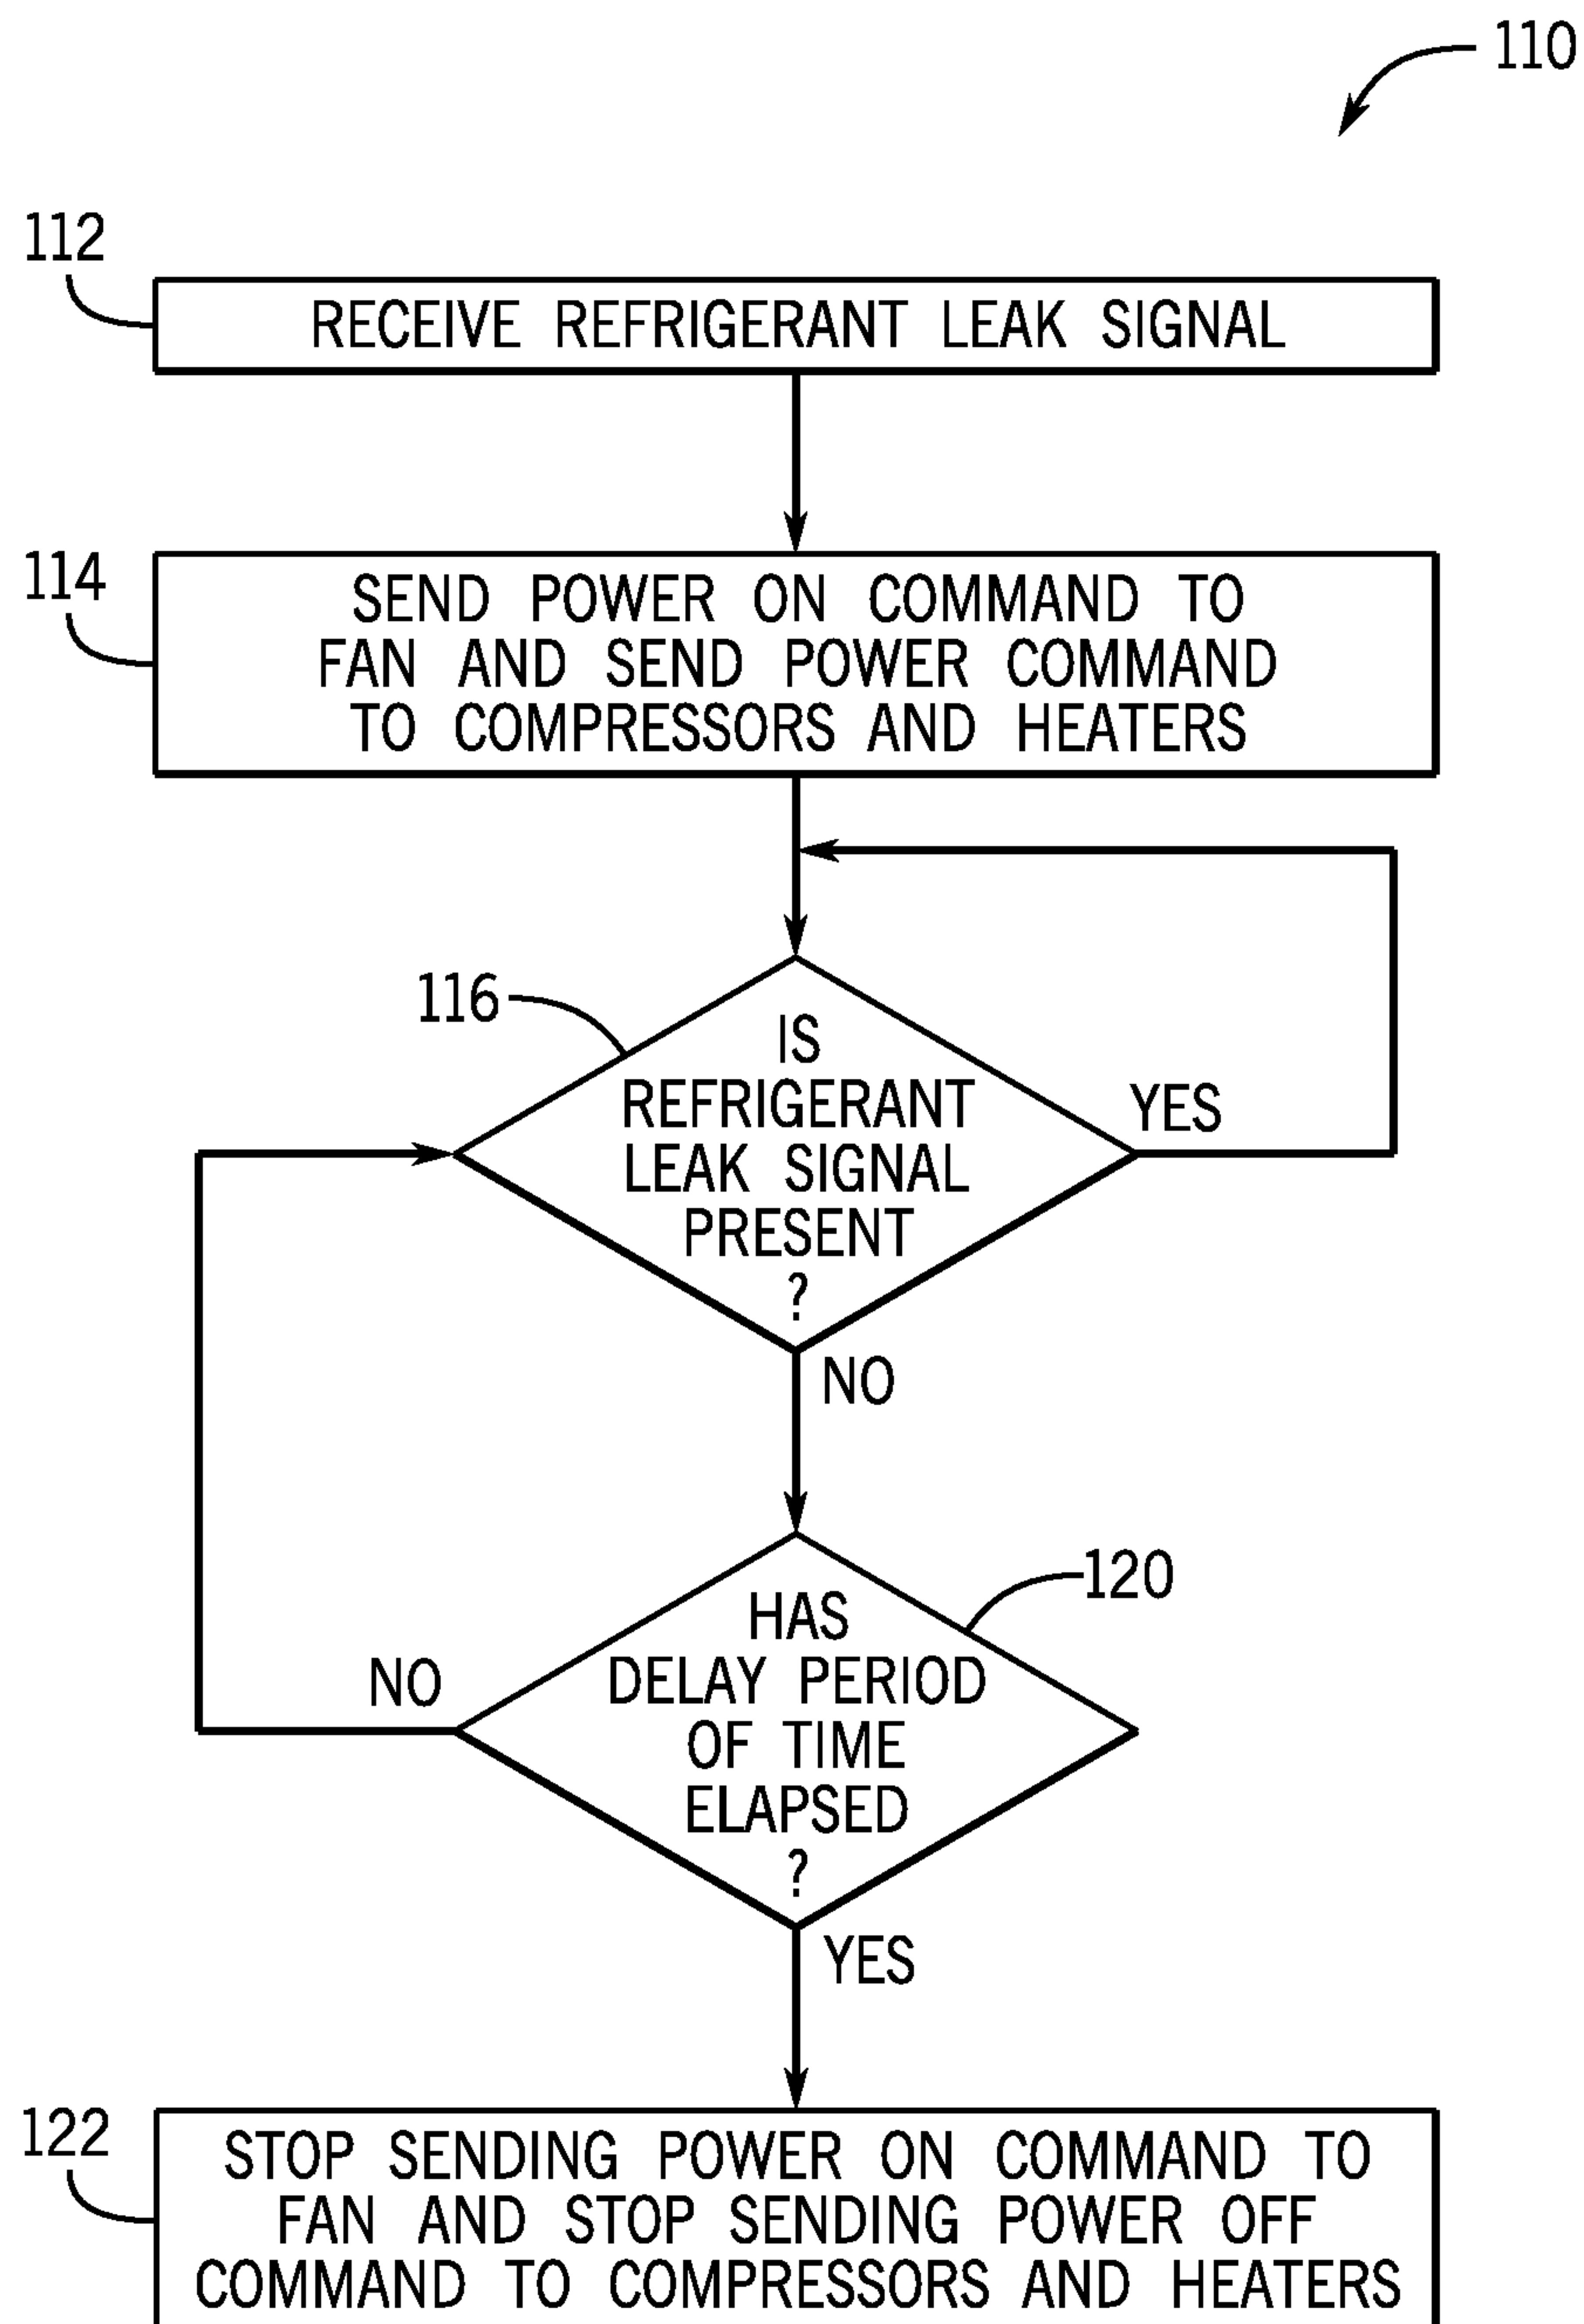 110
112
RECEIVE REFRIGERANT LEAK SIGNAL
114
SEND POWER ON COMMAND TO
FAN AND SEND POWER COMMAND
TO COMPRESSORS AND HEATERS
116
IS
REFRIGERANT
LEAK SIGNAL
PRESENT
?
YES
NO
120
HAS
DELAY PERIOD
OF TIME
ELAPSED
?
NO
YES
122
STOP SENDING POWER ON COMMAND TO
FAN AND STOP SENDING POWER OFF
COMMAND TO COMPRESSORS AND HEATERS